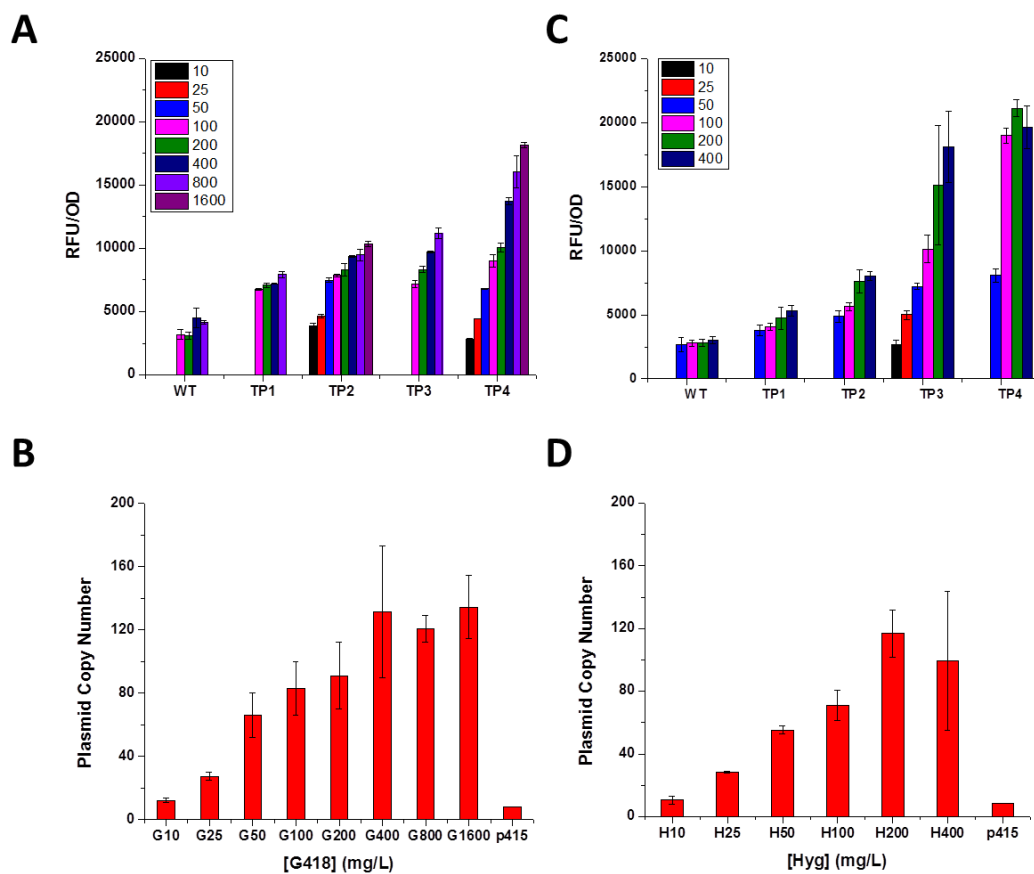 A
RFU/OD
25000
20000
15000
10000
5000
0
10
25
50
100
200
400
800
1600
WT TP1 TP2 TP3 TP4
C
RFU/OD
25000
20000
15000
10000
5000
0
10
25
50
100
200
400
WT TP1 TP2 TP3 TP4
B
Plasmid Copy Number
200
160
120
80
40
0
G10 G25 G50 G100 G200 G400 G800 G1600 p415
[G418] (mg/L)
D
Plasmid Copy Number
200
160
120
80
40
0
H10 H25 H50 H100 H200 H400 p415
[Hyg] (mg/L)